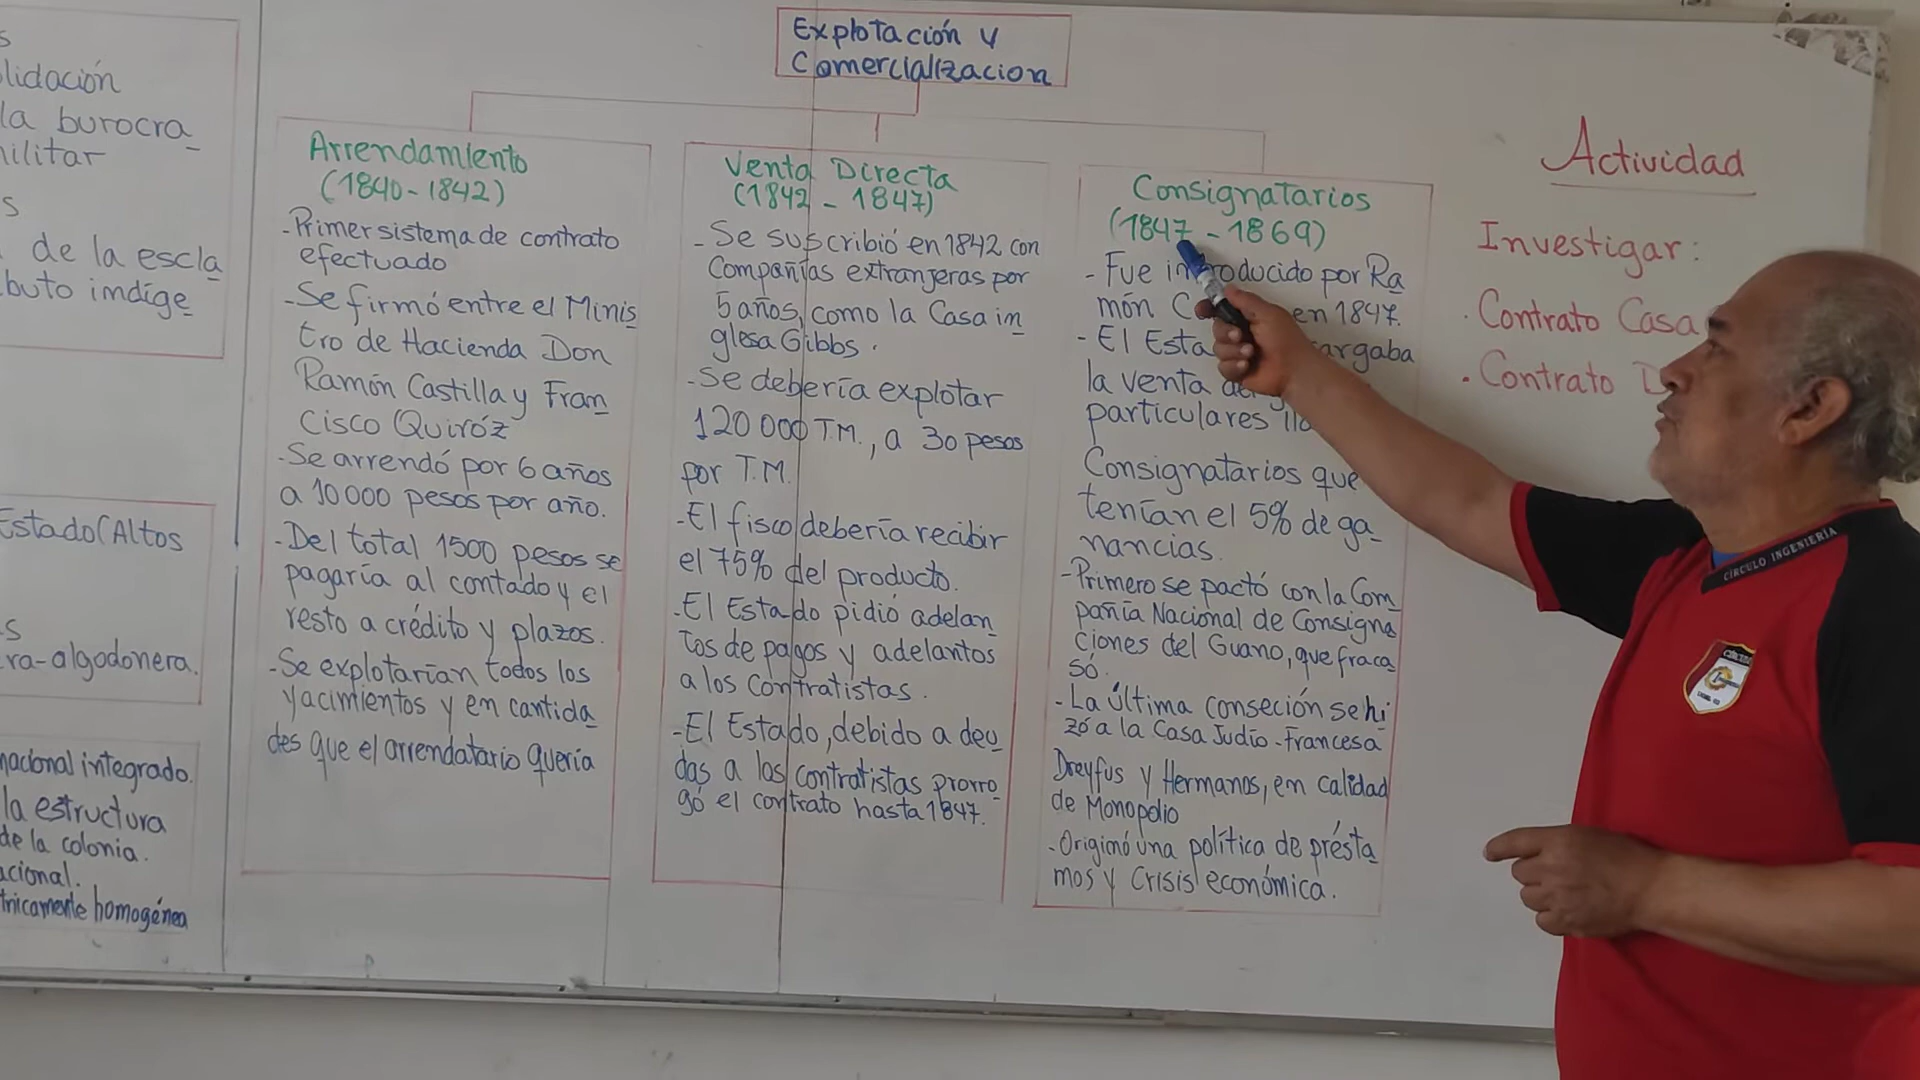 s
lidación
la burocra
ilitar
s
de la escla
buto indíge
Estado (Altos
s
ra-algodonera.
nacional integrado.
la estructura
de la colonia.
acional.
tnicamente homogénea
Explotación y
Comercialización
Arrendamiento
(1840-1842)
-Primer sistema de contrato
efectuado
-Se firmó entre el Minis
tro de Hacienda Don
Ramón Castilla y Fran
Cisco Quiróz
-Se arrendó por 6 años
a 10000 pesos por año.
-Del total 1500 pesos se
pagaría al contado y el
resto a crédito y plazos.
-Se explotarían todos los
yacimientos y en cantida
des que el arrendatario quería
Venta Directa
(1842 - 1847)
- Se suscribió en 1842 con
Compañías extranjeras por
5 años, como la Casa in
glesa Gibbs.
-Se debería explotar
120 000 T.M., a 30 pesos
por T.M.
-El fisco debería recibir
el 75% del producto.
-El Estado pidió adelan
tos de pagos y adelantos
a los contratistas.
-El Estado, debido a deu
das a los contratistas prorro
gó el contrato hasta 1847.
Consignatarios
(1847-1869)
- Fue introducido por Ra
món en 1847.
- El Esta argaba
la venta
particulares
Consignatarios que
tenían el 5% de ga
nancias.
-Primero se pactó con la Com
pañía Nacional de Consigna
ciones del Guano, que fraca
só.
-La última conseción se hi
zó a la Casa Judio-Francesa
Dreyfus y Hermanos, en calidad
de Monopolio
-Originó una política de présta
mos y Crisis económica.
Actividad
Investigar:
. Contrato Casa
. Contrato D
CÍRCULO INGENIERÍA